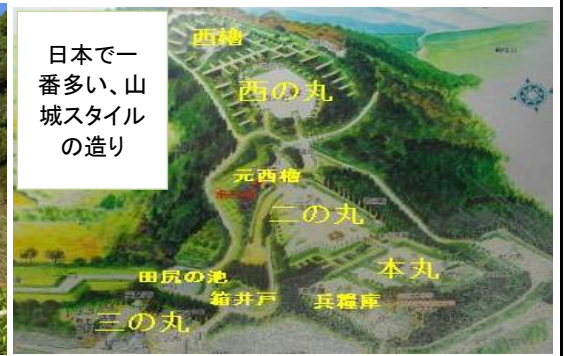 日本で一
番多い、山
城スタイル
の造り
西櫓
西の丸
元西櫓
二の丸
本丸
田尻の池
箱井戸
兵糧庫
三の丸